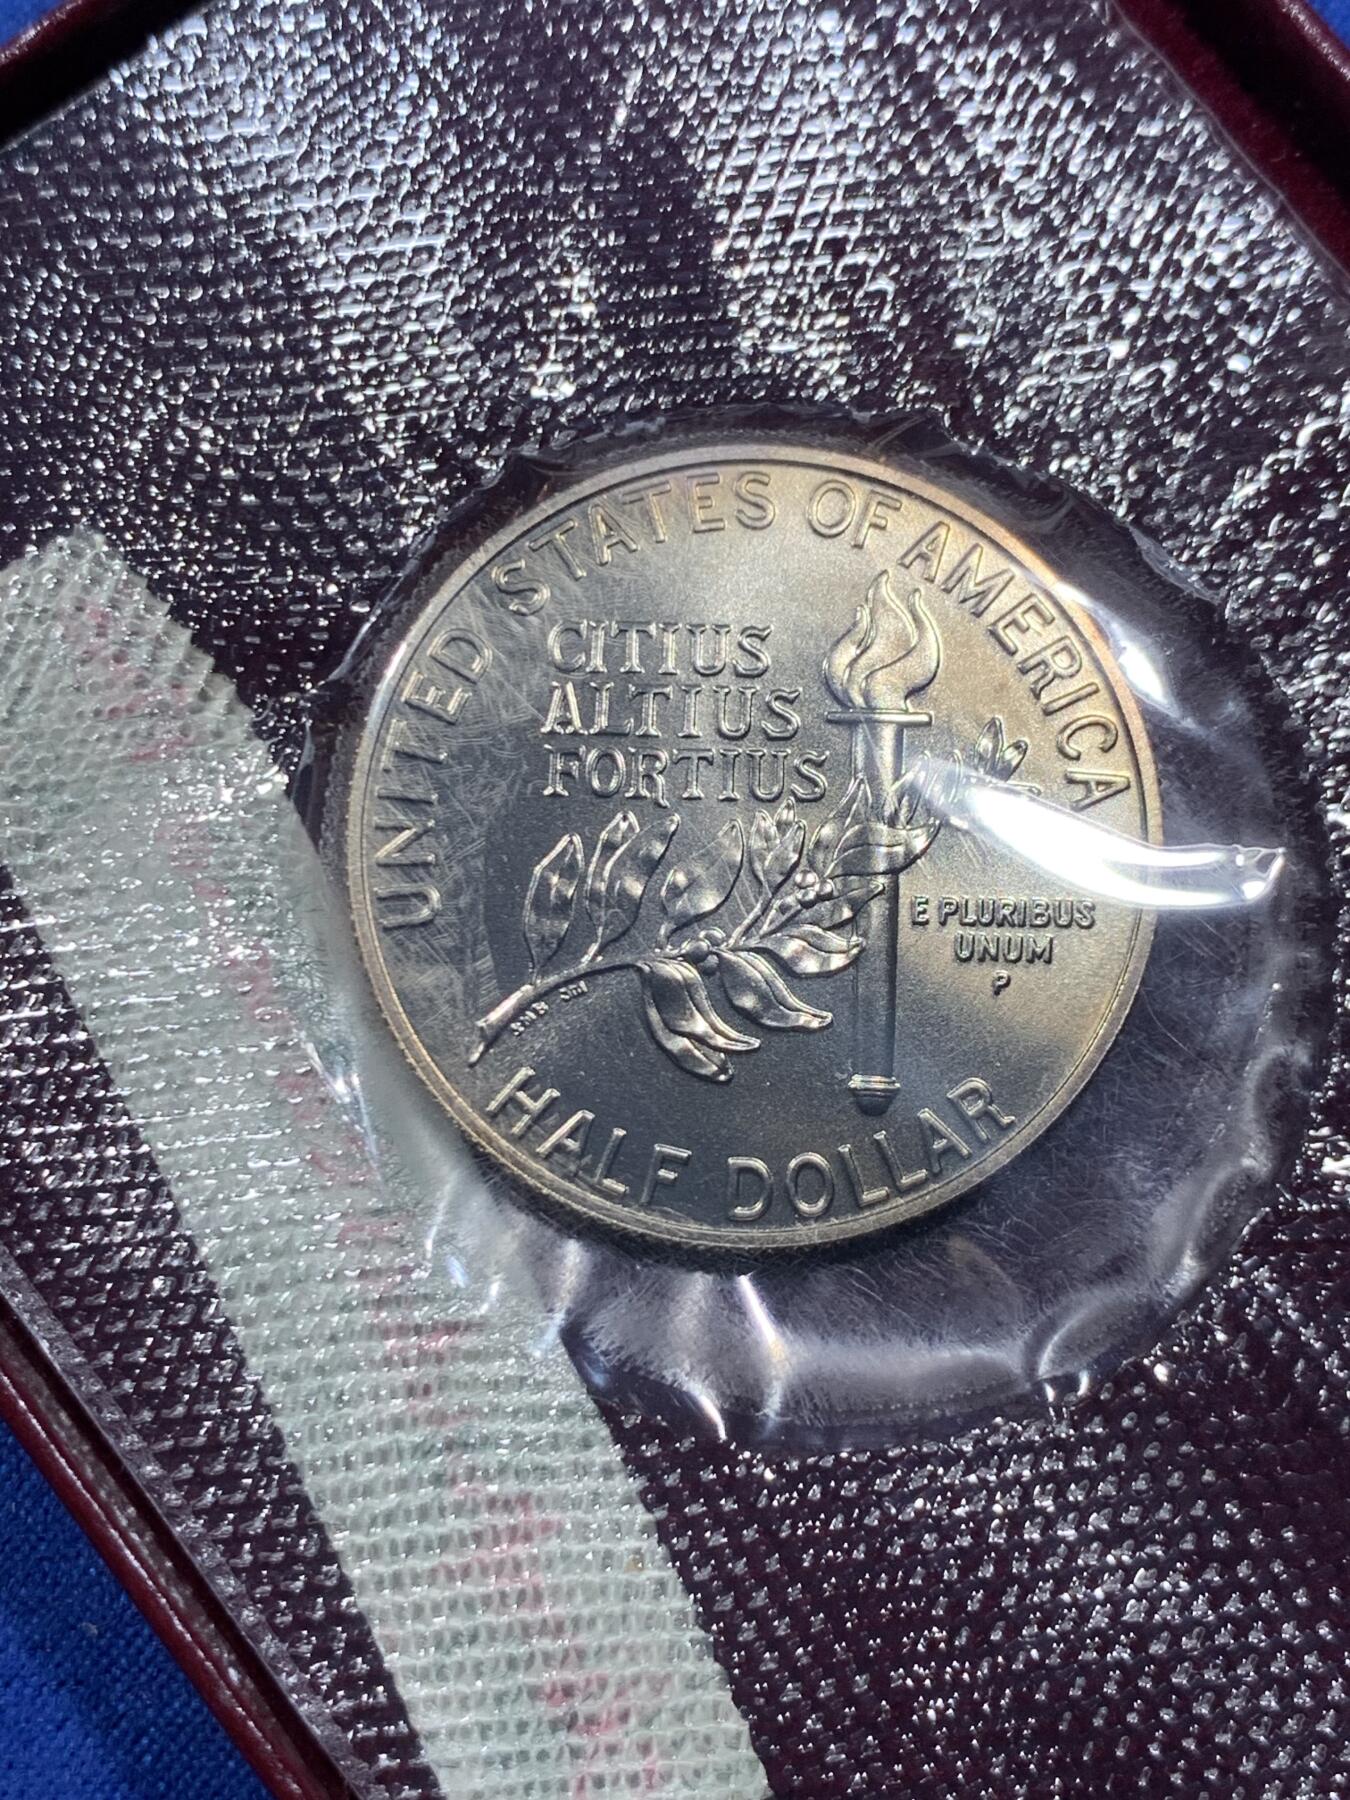 UNITED STATES OF AMERICA
CITIUS
ALTIUS
FORTIUS
E PLURIBUS
UNUM
P
HALF DOLLAR